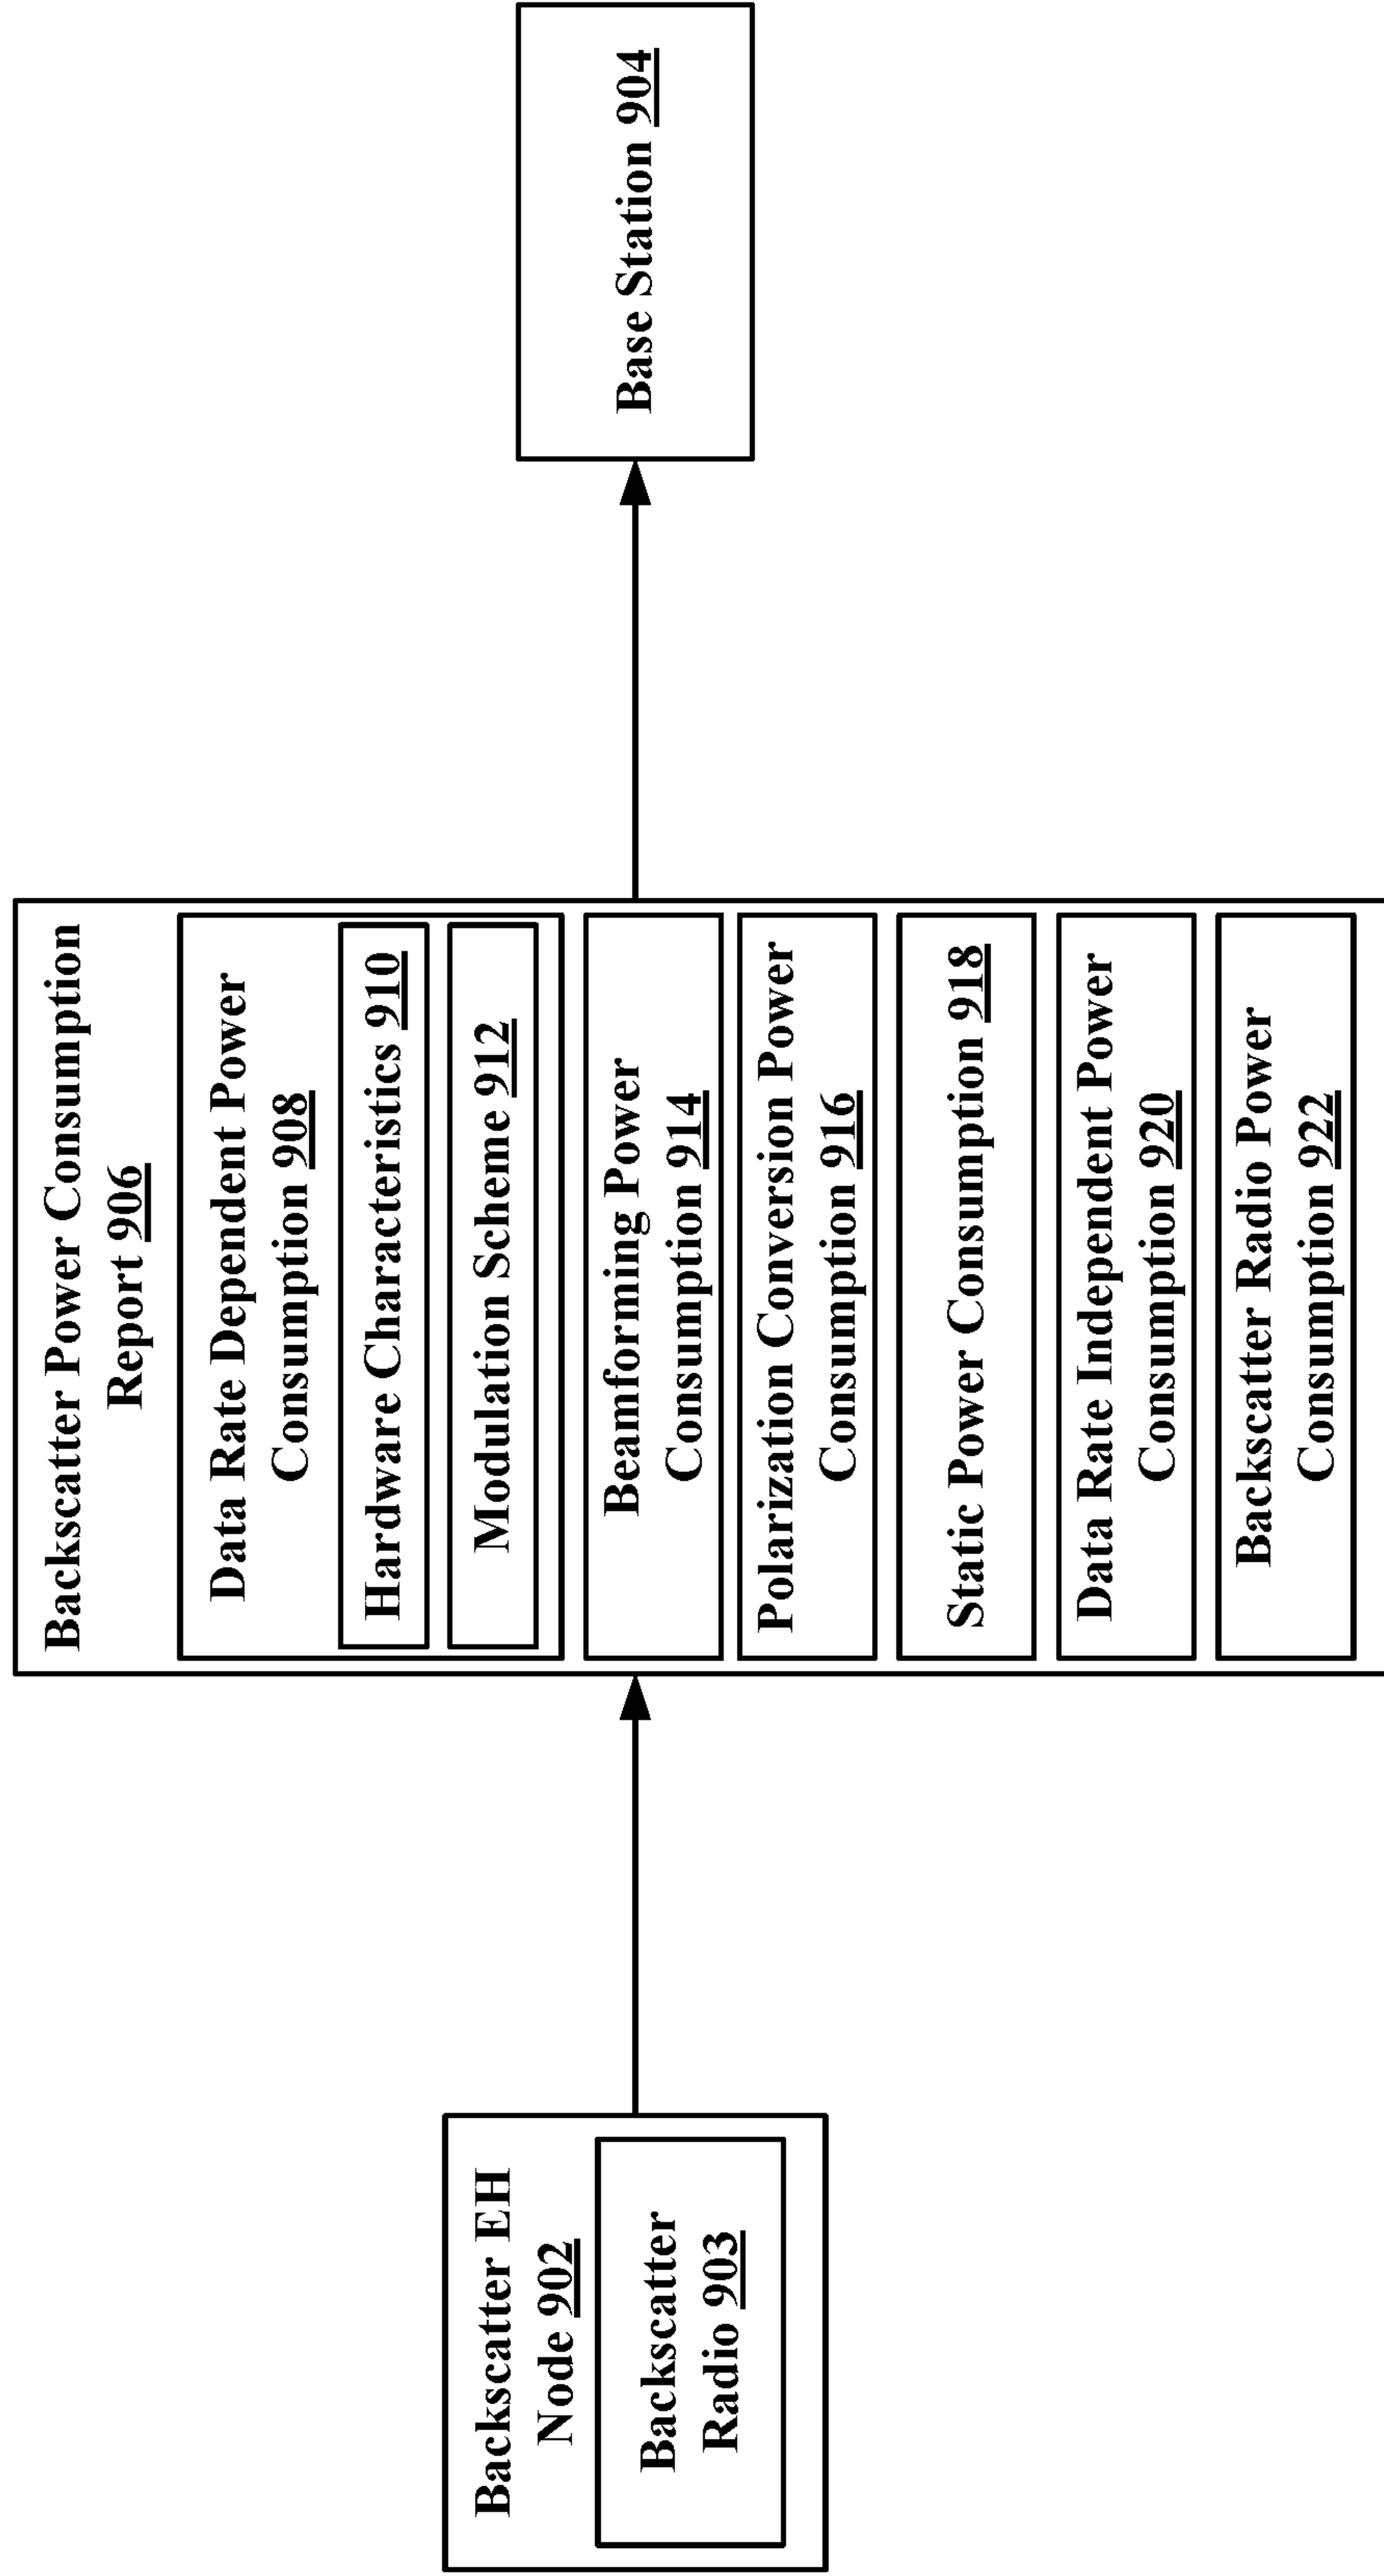 Backscatter EH
Node 902
Backscatter
Radio 903
Backscatter Power Consumption
Report 906
Data Rate Dependent Power
Consumption 908
Hardware Characteristics 910
Modulation Scheme 912
Beamforming Power
Consumption 914
Polarization Conversion Power
Consumption 916
Static Power Consumption 918
Data Rate Independent Power
Consumption 920
Backscatter Radio Power
Consumption 922
Base Station 904